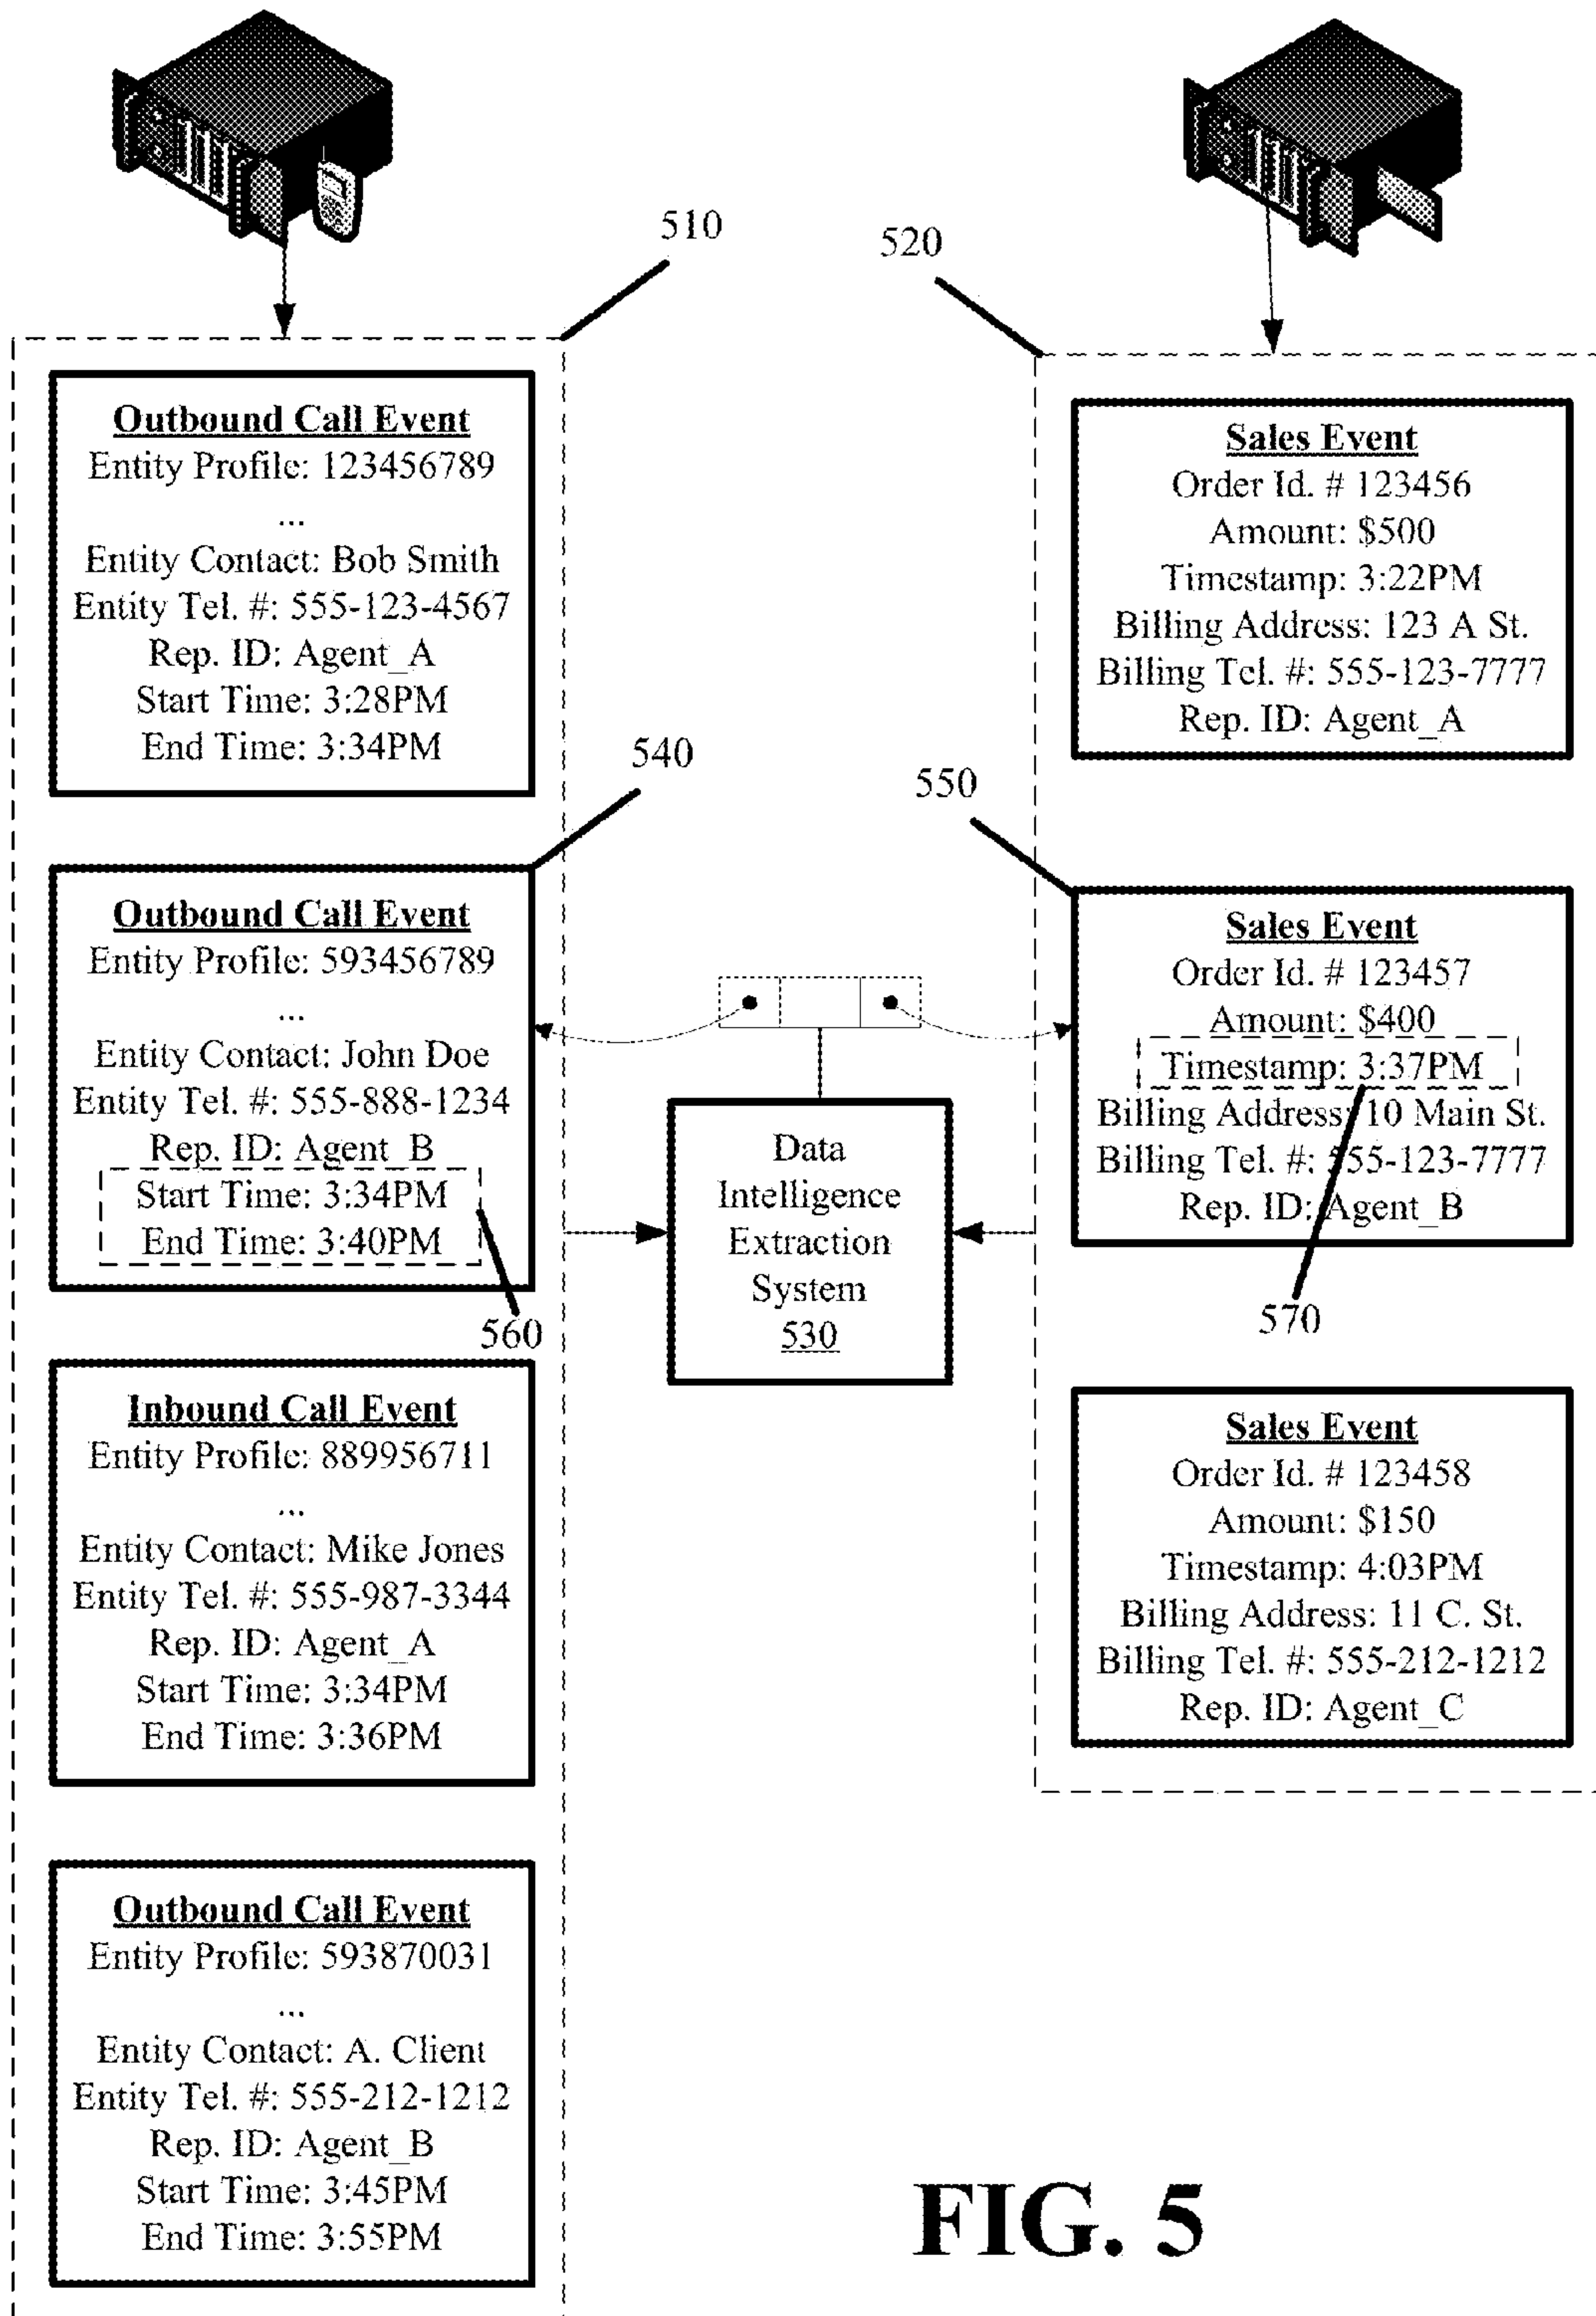 510
520
Outbound Call Event
Entity Profile: 123456789
...
Entity Contact: Bob Smith
Entity Tel. #: 555-123-4567
Rep. ID: Agent_A
Start Time: 3:28PM
End Time: 3:34PM
540
Outbound Call Event
Entity Profile: 593456789
...
Entity Contact: John Doe
Entity Tel. #: 555-888-1234
Rep. ID: Agent_B
Start Time: 3:34PM
End Time: 3:40PM
560
Inbound Call Event
Entity Profile: 889956711
...
Entity Contact: Mike Jones
Entity Tel. #: 555-987-3344
Rep. ID: Agent_A
Start Time: 3:34PM
End Time: 3:36PM
Outbound Call Event
Entity Profile: 593870031
...
Entity Contact: A. Client
Entity Tel. #: 555-212-1212
Rep. ID: Agent_B
Start Time: 3:45PM
End Time: 3:55PM
Data
Intelligence
Extraction
System
530
Sales Event
Order Id. # 123456
Amount: $500
Timestamp: 3:22PM
Billing Address: 123 A St.
Billing Tel. #: 555-123-7777
Rep. ID: Agent_A
550
Sales Event
Order Id. # 123457
Amount: $400
Timestamp: 3:37PM
Billing Address: 10 Main St.
Billing Tel. #: 555-123-7777
Rep. ID: Agent_B
570
Sales Event
Order Id. # 123458
Amount: $150
Timestamp: 4:03PM
Billing Address: 11 C. St.
Billing Tel. #: 555-212-1212
Rep. ID: Agent_C
FIG. 5